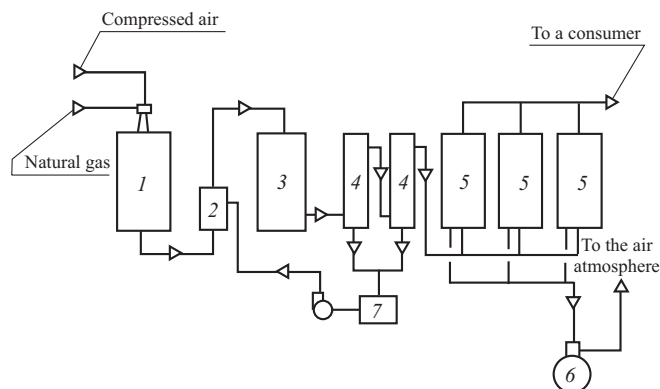 Compressed air
To a consumer
Natural gas
1
2
3
4
4
5
5
5
To the air
atmosphere
7
6